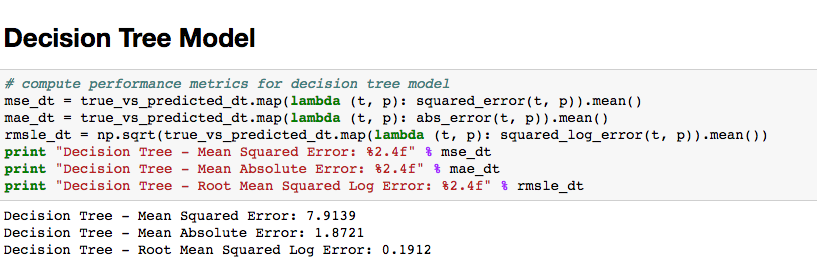 Decision Tree Model
# compute performance metrics for decision tree model
mse_dt = true_vs_predicted_dt.map(lambda (t, p): squared_error(t, p)).mean()
mae_dt = true_vs_predicted_dt.map(lambda (t, p): abs_error(t, p)).mean()
rmsle_dt = np.sqrt(true_vs_predicted_dt.map(lambda (t, p): squared_log_error(t, p)).mean())
print "Decision Tree - Mean Squared Error: %2.4f" % mse_dt
print "Decision Tree - Mean Absolute Error: %2.4f" % mae_dt
print "Decision Tree - Root Mean Squared Log Error: %2.4f" % rmsle_dt
Decision Tree - Mean Squared Error: 7.9139
Decision Tree - Mean Absolute Error: 1.8721
Decision Tree - Root Mean Squared Log Error: 0.1912